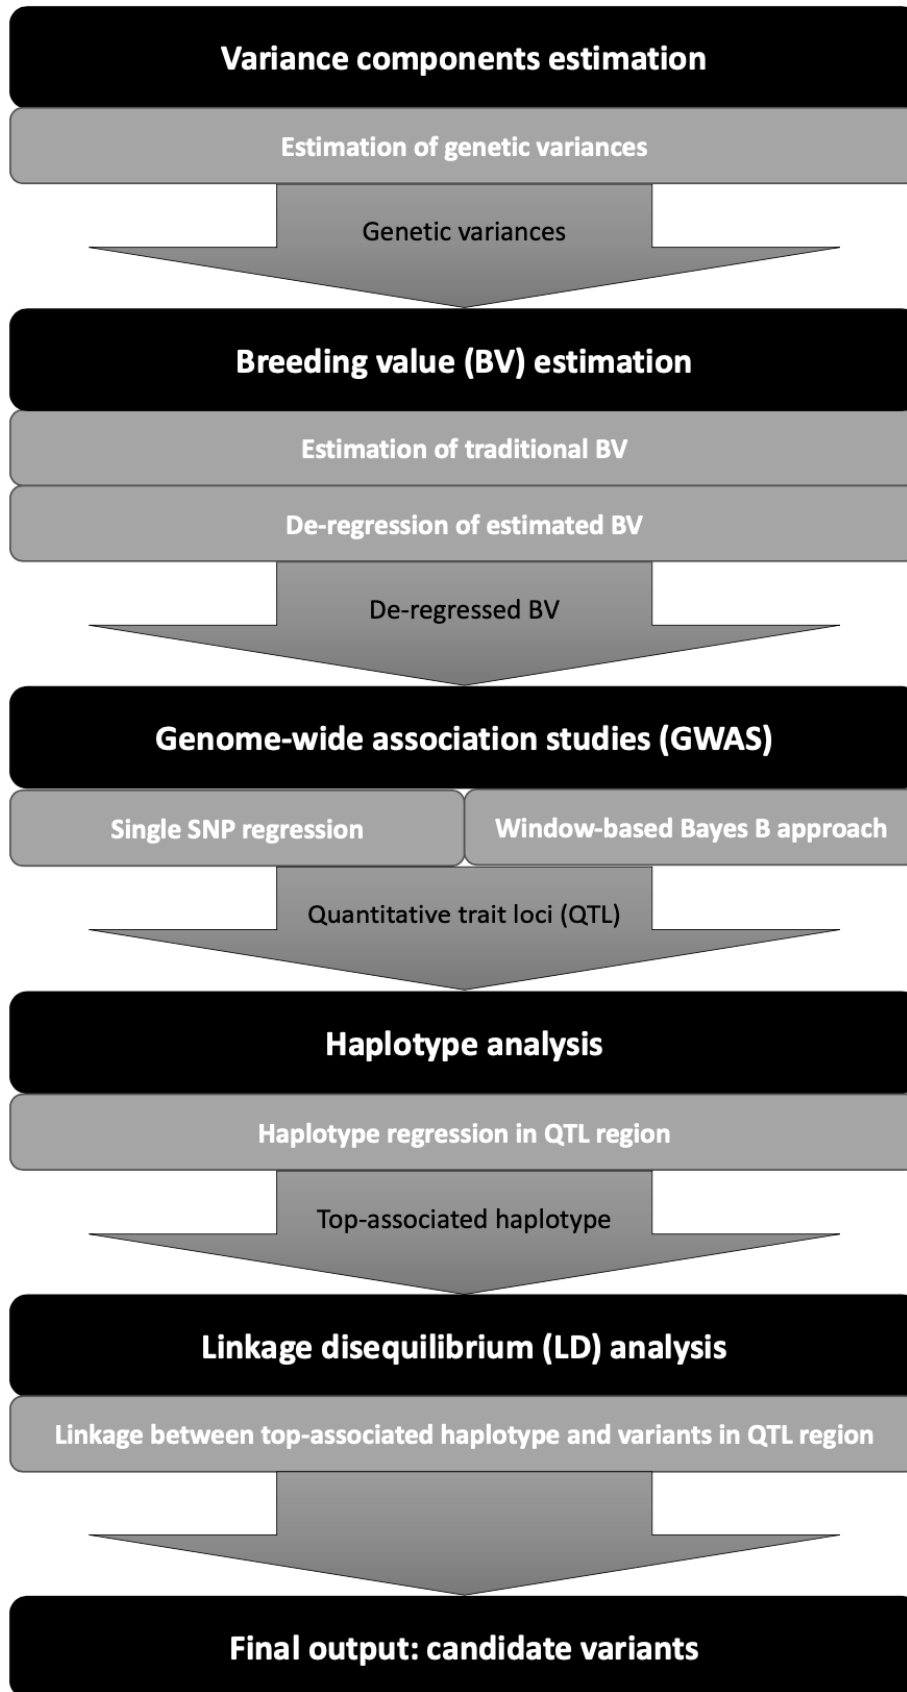 Variance components estimation
Estimation of genetic variances
Genetic variances
Breeding value (BV) estimation
Estimation of traditional BV
De-regression of estimated BV
De-regressed BV
Genome-wide association studies (GWAS)
Single SNP regression
Window-based Bayes B approach
Quantitative trait loci (QTL)
Haplotype analysis
Haplotype regression in QTL region
Top-associated haplotype
Linkage disequilibrium (LD) analysis
Linkage between top-associated haplotype and variants in QTL region
Final output: candidate variants